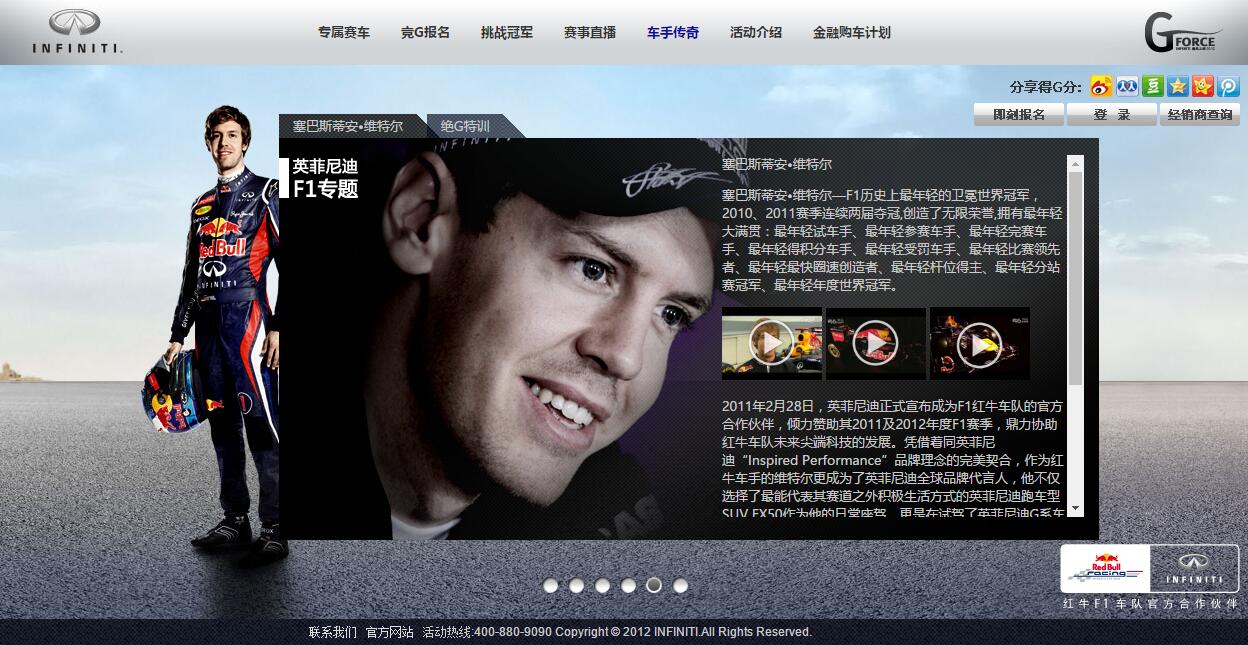 INFINITI.
专属赛车 竞G报名 挑战冠军 赛事直播 车手传奇 活动介绍 金融购车计划
GFORCE
分享得G分:
即刻报名 登 录 经销商查询
塞巴斯蒂安•维特尔 绝G特训
英菲尼迪
F1专题
塞巴斯蒂安•维特尔
塞巴斯蒂安•维特尔—F1历史上最年轻的卫冕世界冠军，
2010、2011赛季连续两届夺冠,创造了无限荣誉,拥有最年轻
大满贯：最年轻试车手、最年轻参赛车手、最年轻完赛车
手、最年轻得积分车手、最年轻受罚车手、最年轻比赛领先
者、最年轻最快圈速创造者、最年轻杆位得主、最年轻分站
赛冠军、最年轻年度世界冠军。
2011年2月28日，英菲尼迪正式宣布成为F1红牛车队的官方
合作伙伴，倾力赞助其2011及2012年度F1赛季，鼎力协助
红牛车队未来尖端科技的发展。凭借着同英菲尼
迪“Inspired Performance”品牌理念的完美契合，作为红
牛车手的维特尔更成为了英菲尼迪全球品牌代言人，他不仅
选择了最能代表其赛道之外积极生活方式的英菲尼迪跑车型
SUV FX50作为他的日常座驾，更是在试驾了英菲尼迪G系车
Red Bull
INFINITI
Red Bull
racing
INFINITI
红牛F1车队官方合作伙伴
联系我们 官方网站 活动热线:400-880-9090 Copyright © 2012 INFINITI.All Rights Reserved.